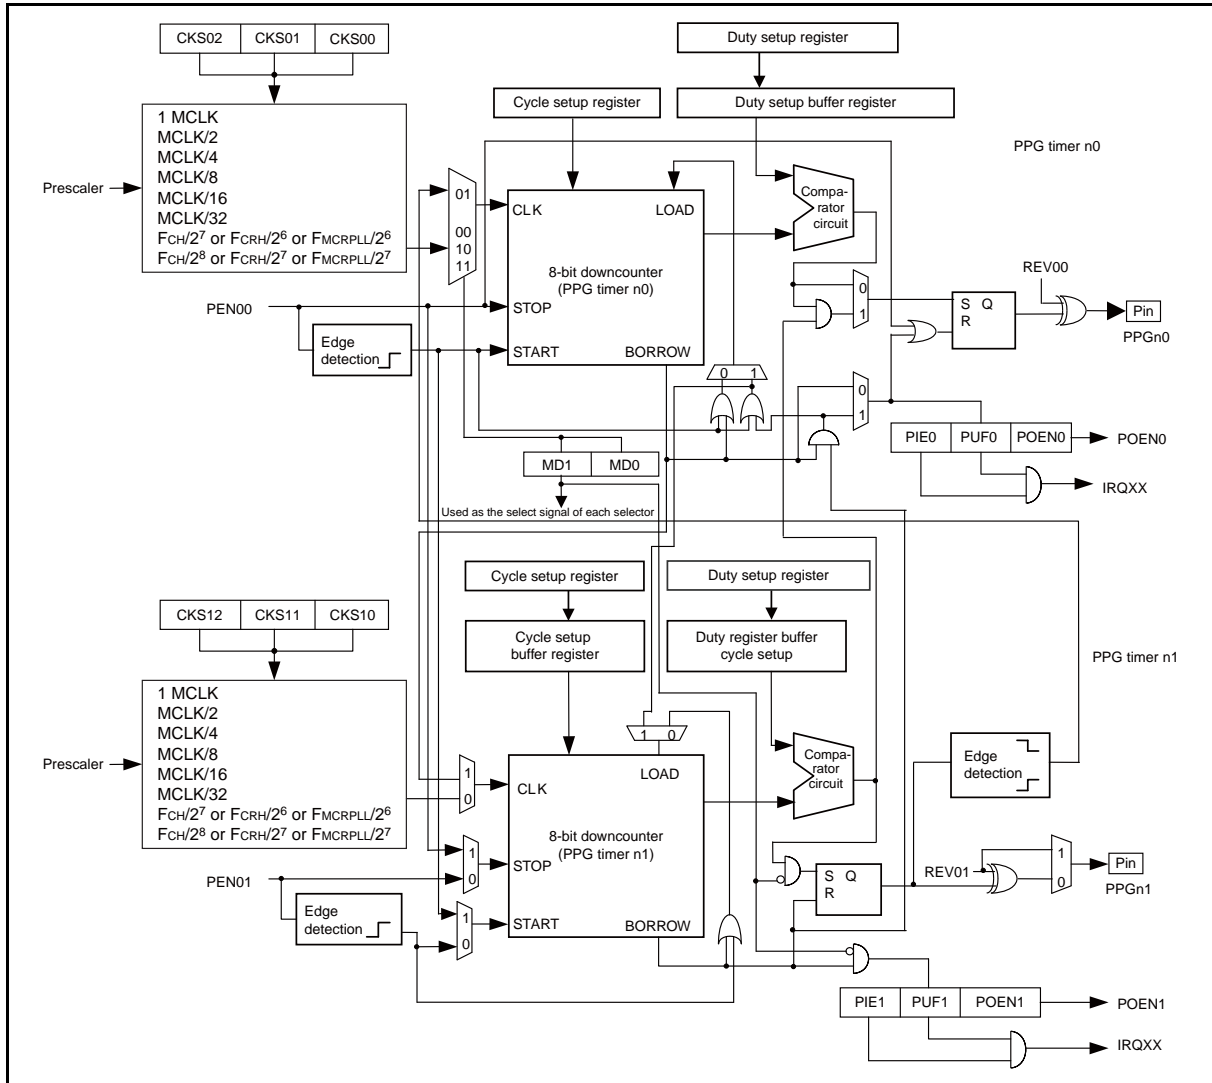 CKS02 CKS01 CKS00
Duty setup register
Cycle setup register
Duty setup buffer register
1 MCLK
MCLK/2
MCLK/4
MCLK/8
MCLK/16
MCLK/32
FCH/2⁷ or FCRH/2⁶ or FMCRPLL/2⁶
FCH/2⁸ or FCRH/2⁷ or FMCRPLL/2⁷
Prescaler
PPG timer n0
01
00
10
11
CLK
LOAD
8-bit downcounter
(PPG timer n0)
STOP
START
BORROW
Compa-
rator
circuit
PEN00
Edge
detection
0
1
S Q
R
REV00
Pin
PPGn0
0 1
0
1
PIE0 PUF0 POEN0
POEN0
IRQXX
MD1 MD0
Used as the select signal of each selector
Cycle setup register
Duty setup register
CKS12 CKS11 CKS10
Cycle setup
buffer register
Duty register buffer
cycle setup
PPG timer n1
1 MCLK
MCLK/2
MCLK/4
MCLK/8
MCLK/16
MCLK/32
FCH/2⁷ or FCRH/2⁶ or FMCRPLL/2⁶
FCH/2⁸ or FCRH/2⁷ or FMCRPLL/2⁷
Prescaler
1 0
1
0
CLK
LOAD
8-bit downcounter
(PPG timer n1)
STOP
START
BORROW
Compa-
rator
circuit
Edge
detection
1
0
PEN01
Edge
detection
1
0
S Q
R
REV01
1
0
Pin
PPGn1
PIE1 PUF1 POEN1
POEN1
IRQXX